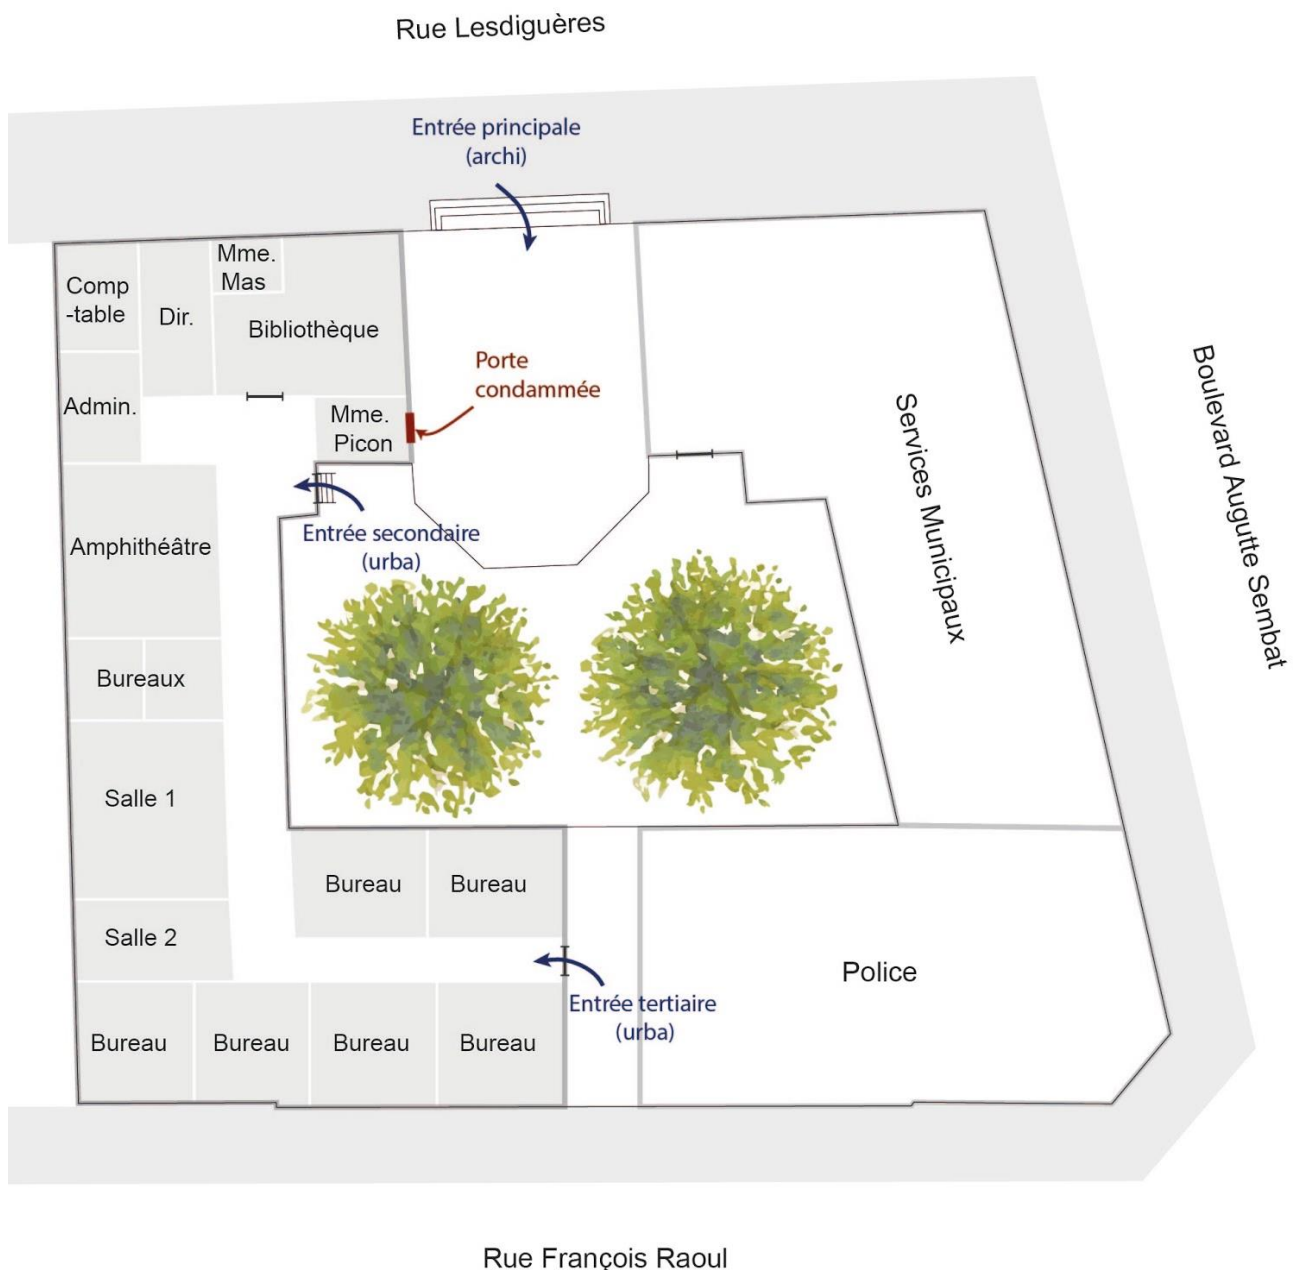 Rue Lesdiguères
Entrée principale
(archi)
Mme.
Mas
Comp
-table
Dir.
Bibliothèque
Porte
condammée
Admin.
Mme.
Picon
Services Municipaux
Boulevard Augutte Sembat
Amphithéâtre
Entrée secondaire
(urba)
Bureaux
Salle 1
Bureau
Bureau
Salle 2
Police
Entrée tertiaire
(urba)
Bureau
Bureau
Bureau
Bureau
Rue François Raoul